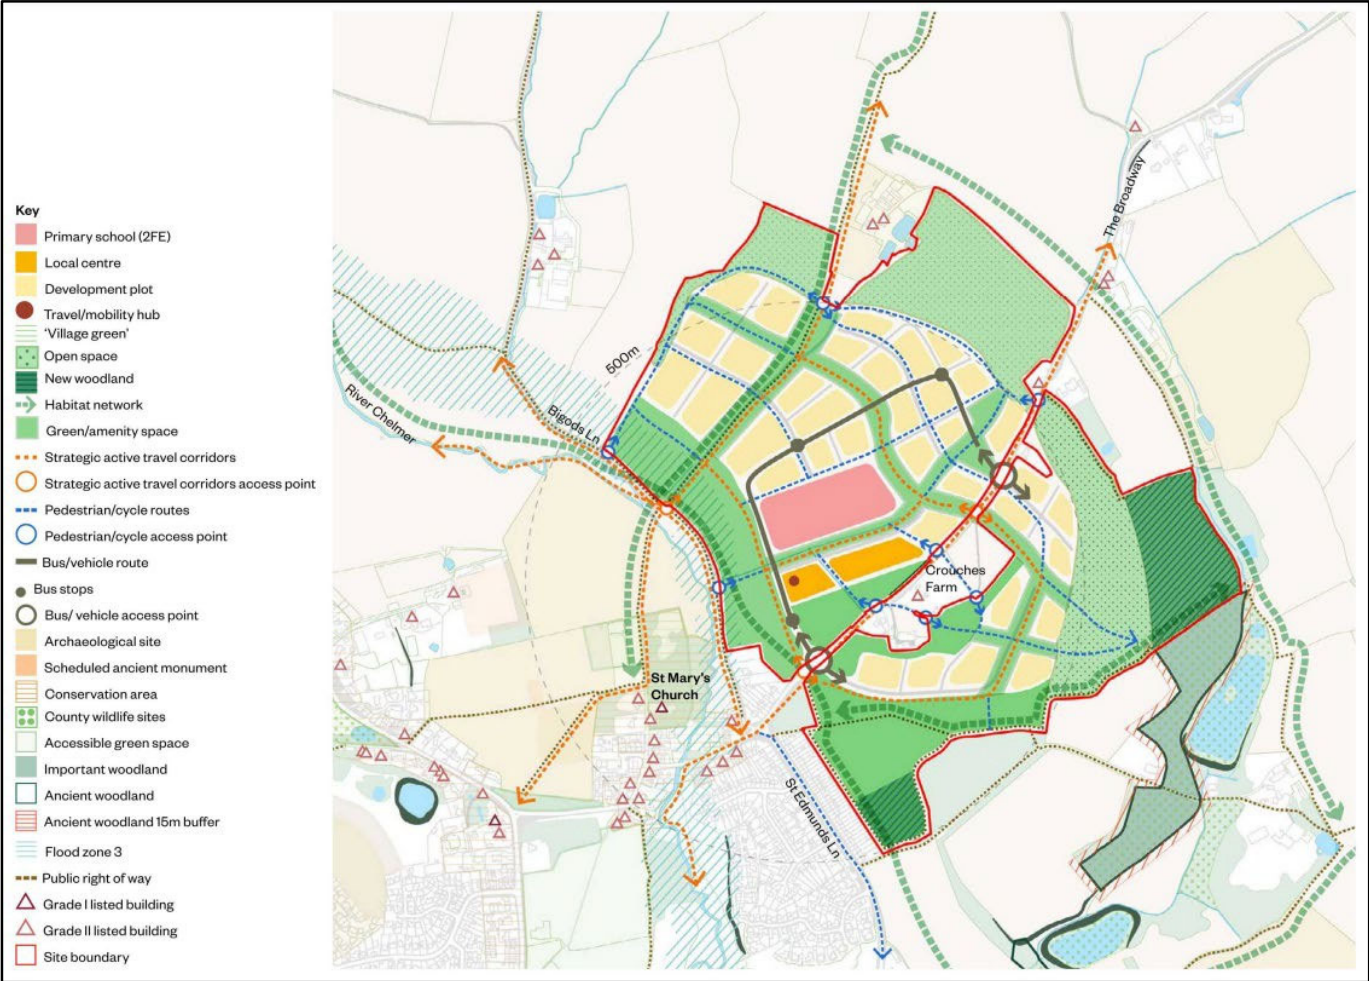 Key
Primary school (2FE)
Local centre
Development plot
Travel/mobility hub
'Village green'
Open space
New woodland
Habitat network
Green/amenity space
Strategic active travel corridors
Strategic active travel corridors access point
Pedestrian/cycle routes
Pedestrian/cycle access point
Bus/vehicle route
Bus stops
Bus/ vehicle access point
Archaeological site
Scheduled ancient monument
Conservation area
County wildlife sites
Accessible green space
Important woodland
Ancient woodland
Ancient woodland 15m buffer
Flood zone 3
Public right of way
Grade I listed building
Grade II listed building
Site boundary
The Broadway
500m
River Chelmer
Bigods Ln
Crouches
Farm
St Mary's
Church
St Edmunds Ln